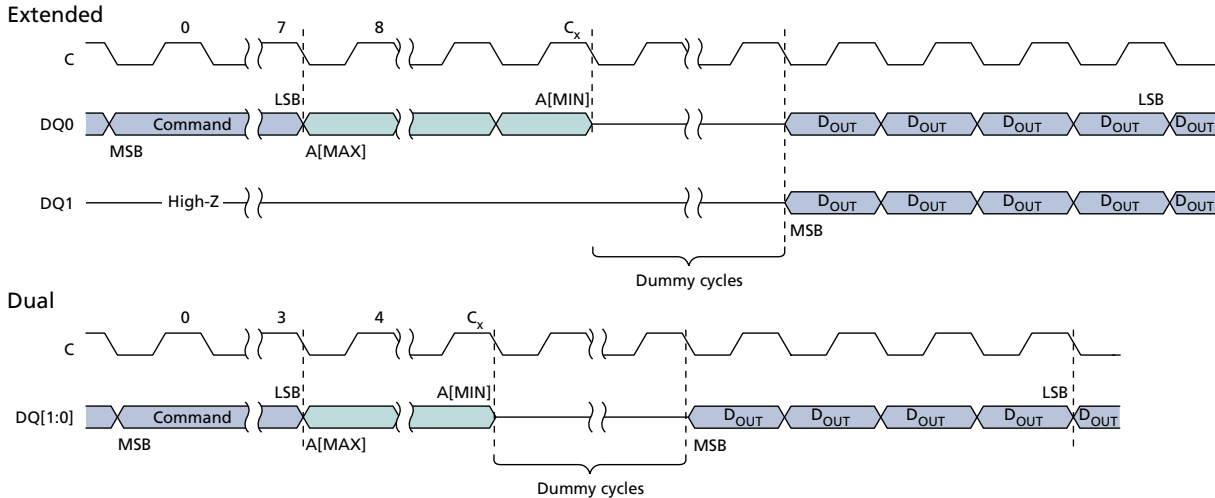 Extended
0 7 8 Cx
C
LSB A[MIN] LSB
DQ0 Command DOUT DOUT DOUT DOUT DOUT
MSB A[MAX]
DQ1 High-Z DOUT DOUT DOUT DOUT DOUT
MSB
Dummy cycles
Dual
0 3 4 Cx
C
LSB A[MIN] LSB
DQ[1:0] Command DOUT DOUT DOUT DOUT DOUT
MSB A[MAX] MSB
Dummy cycles